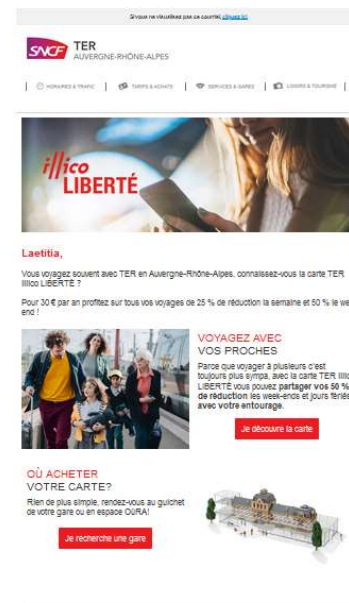 Si vous ne visualisez pas ce courriel, cliquez ici.
SNCF
TER
AUVERGNE-RHÔNE-ALPES
HORAIRES & TRAFIC
TARIFS & ACHATS
SERVICES & GARES
LOISIRS & TOURISME
illico
LIBERTÉ
Laetitia,
Vous voyagez souvent avec TER en Auvergne-Rhône-Alpes, connaissez-vous la carte TER
illico LIBERTÉ ?
Pour 30 € par an profitez sur tous vos voyages de 25 % de réduction la semaine et 50 % le we
end !
VOYAGEZ AVEC
VOS PROCHES
Parce que voyager à plusieurs c'est
toujours plus sympa, avec la carte TER illic
LIBERTÉ vous pouvez partager vos 50 %
de réduction les week-ends et jours fériés
avec votre entourage.
Je découvre la carte
OÙ ACHETER
VOTRE CARTE?
Rien de plus simple, rendez-vous au guichet
de votre gare ou en espace OùRA!
Je recherche une gare